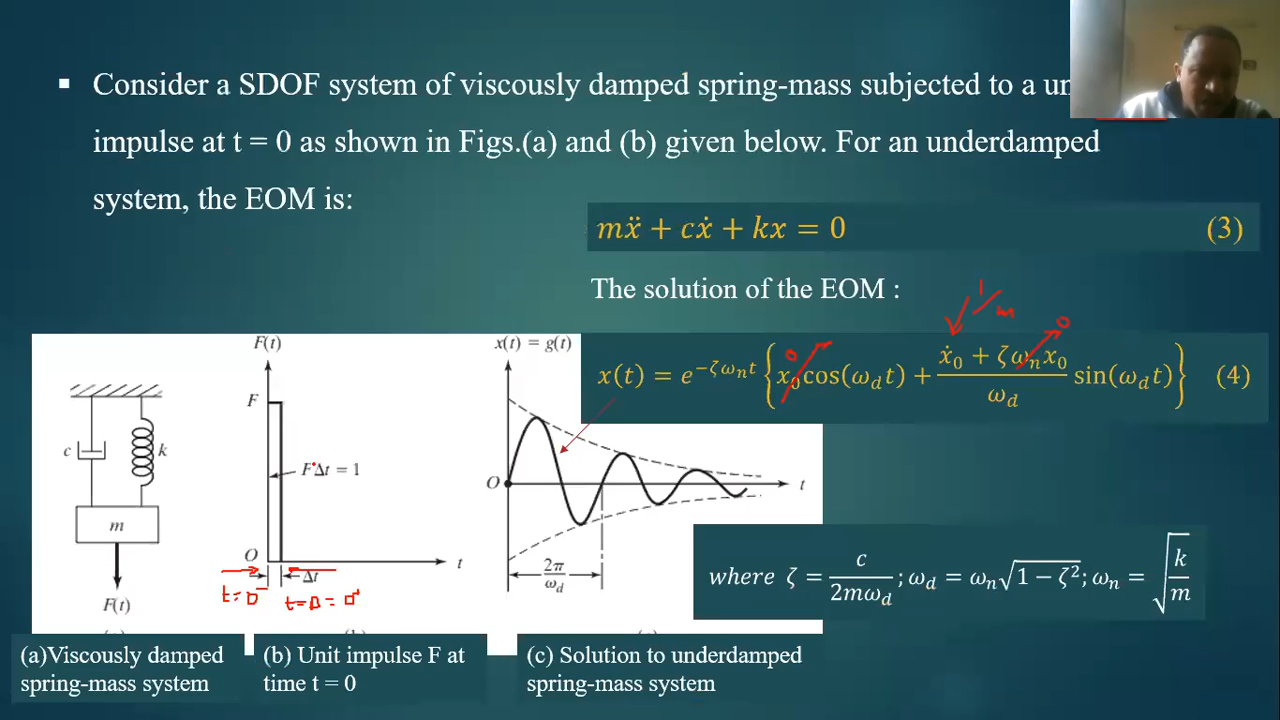 ▪ Consider a SDOF system of viscously damped spring-mass subjected to a
impulse at t = 0 as shown in Figs.(a) and (b) given below. For an underdamped
system, the EOM is:
mẍ + cẋ + kx = 0 (3)
The solution of the EOM :
1/m
0
0
x(t) = e^{-ζω_n t} { x_0 cos(ω_d t) + (ẋ_0 + ζω_n x_0)/ω_d sin(ω_d t) } (4)
F(t)
x(t) = g(t)
F
c
k
F Δt = 1
O
t
m
O
t
Δt
2π/ω_d
F(t)
t=0⁻
t=0=0⁺
where ζ = c/(2mω_d); ω_d = ω_n√(1 − ζ²); ω_n = √(k/m)
(a)Viscously damped
spring-mass system
(b) Unit impulse F at
time t = 0
(c) Solution to underdamped
spring-mass system